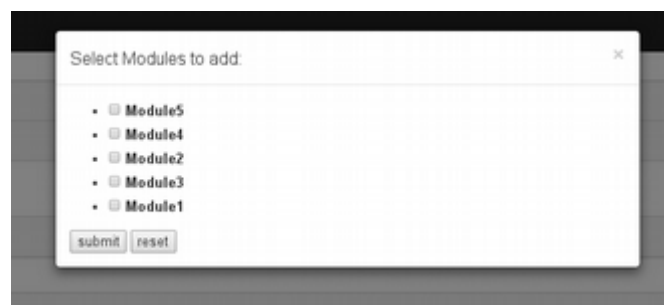 Select Modules to add: ×
Module5
Module4
Module2
Module3
Module1
submit reset